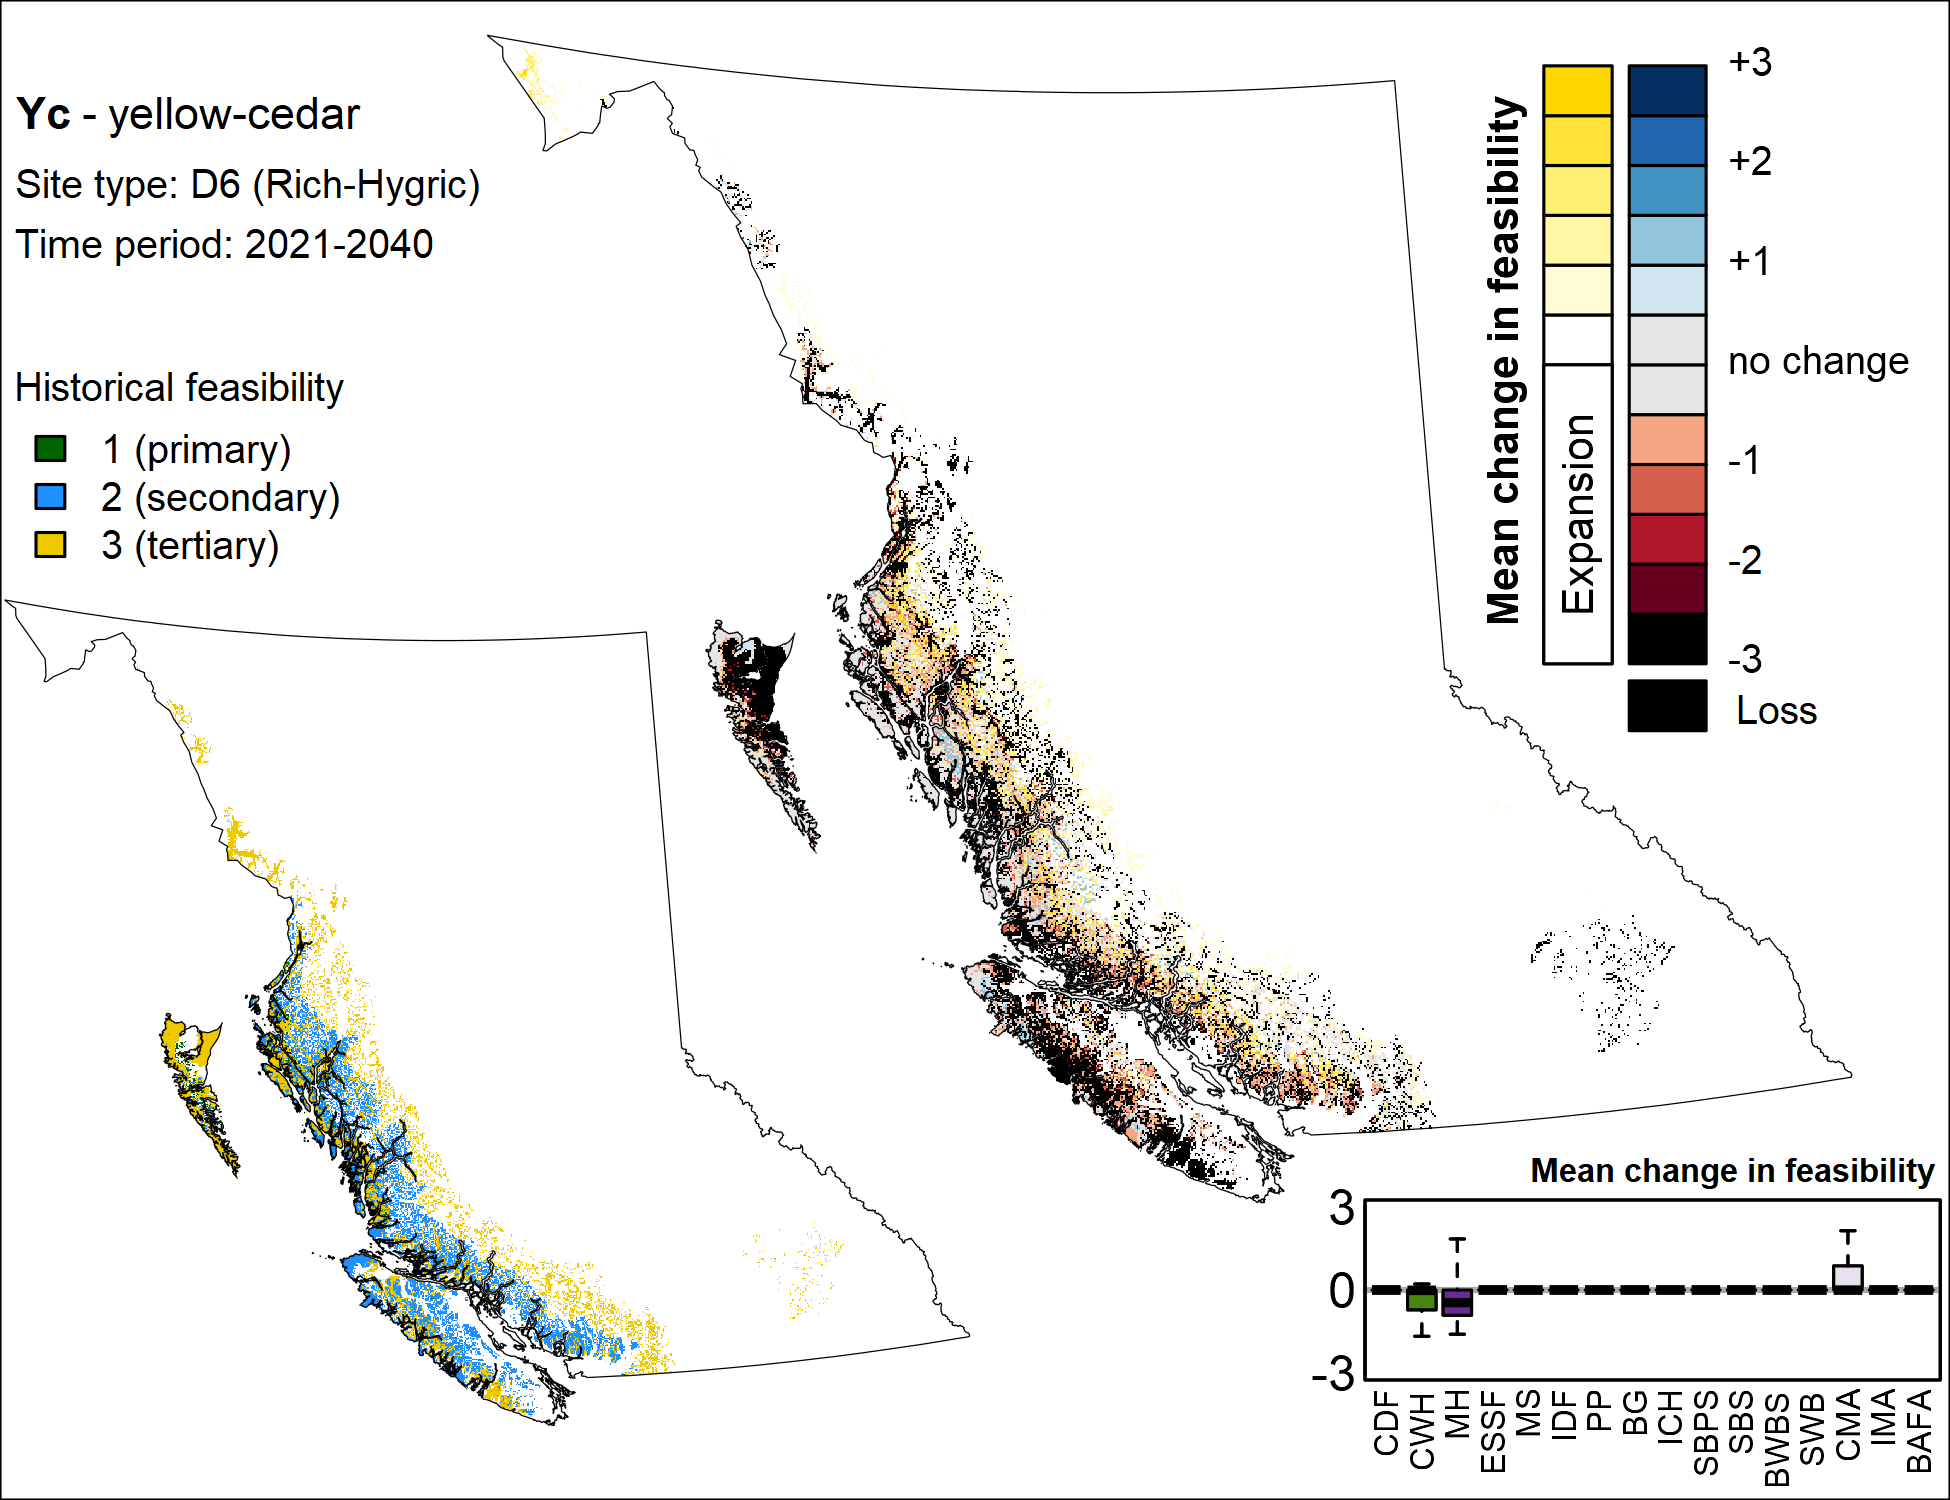 Yc - yellow-cedar
Site type: D6 (Rich-Hygric)
Time period: 2021-2040
Historical feasibility
1 (primary)
2 (secondary)
3 (tertiary)
Mean change in feasibility
Expansion
+3
+2
+1
no change
-1
-2
-3
Loss
Mean change in feasibility
3
0
-3
CDF
CWH
MH
ESSF
MS
IDF
PP
BG
ICH
SBPS
SBS
BWBS
SWB
CMA
IMA
BAFA